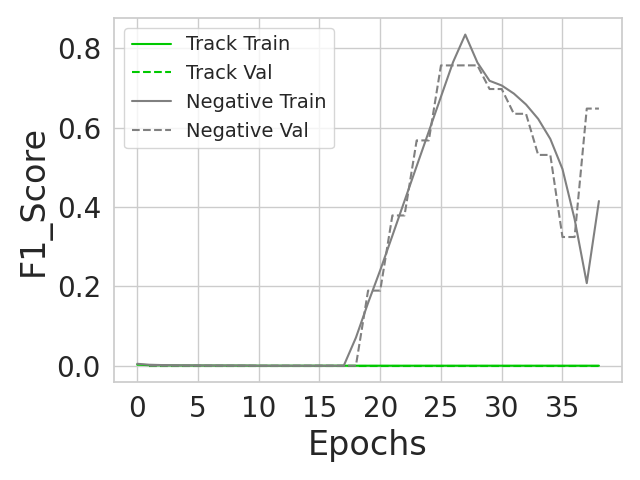 Track Train
Track Val
Negative Train
Negative Val
F1_Score
0.8
0.6
0.4
0.2
0.0
0 5 10 15 20 25 30 35
Epochs